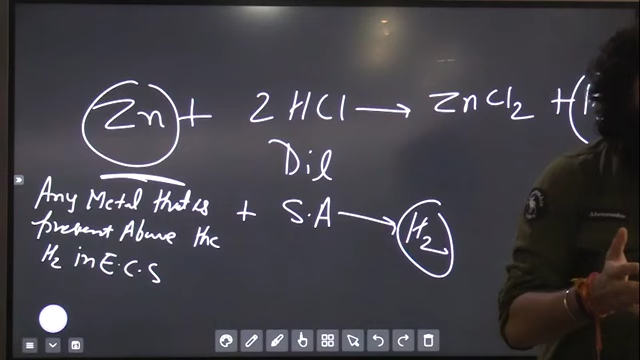 Zn + 2HCl → ZnCl2 + (H
Dil
Any Metal that is
present Above the
H2 in E.C.S
+ S.A → H2